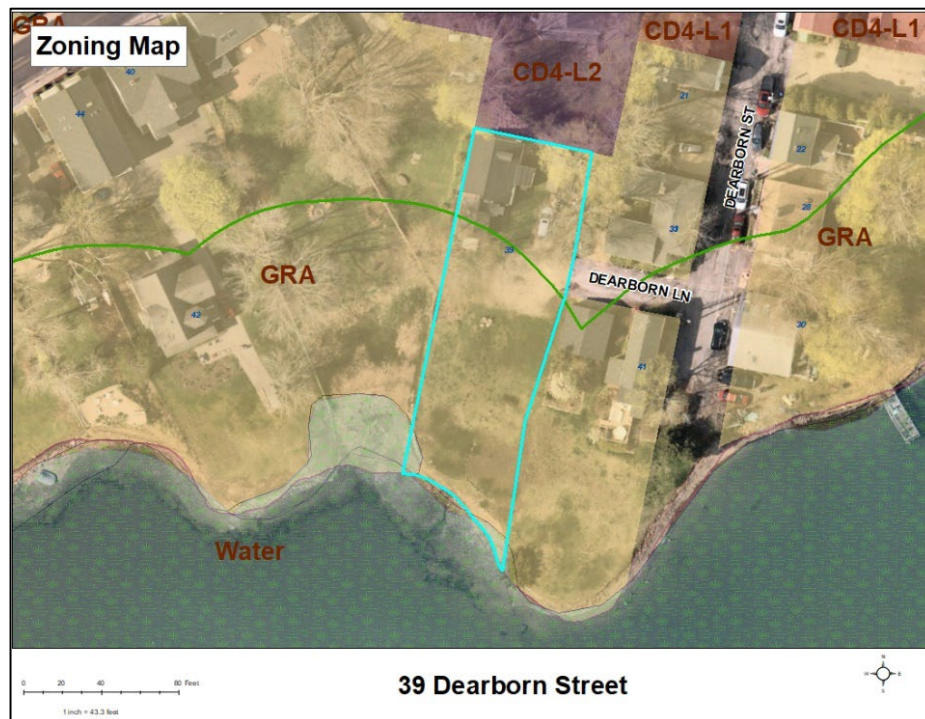 GRA
Zoning Map
CD4-L1
CD4-L1
CD4-L2
40
44
21
22
DEARBORN ST
28
33
39
GRA
GRA
DEARBORN LN
42
30
41
Water
0 20 40 80 Feet
1 inch = 43.3 feet
39 Dearborn Street
N
E
S